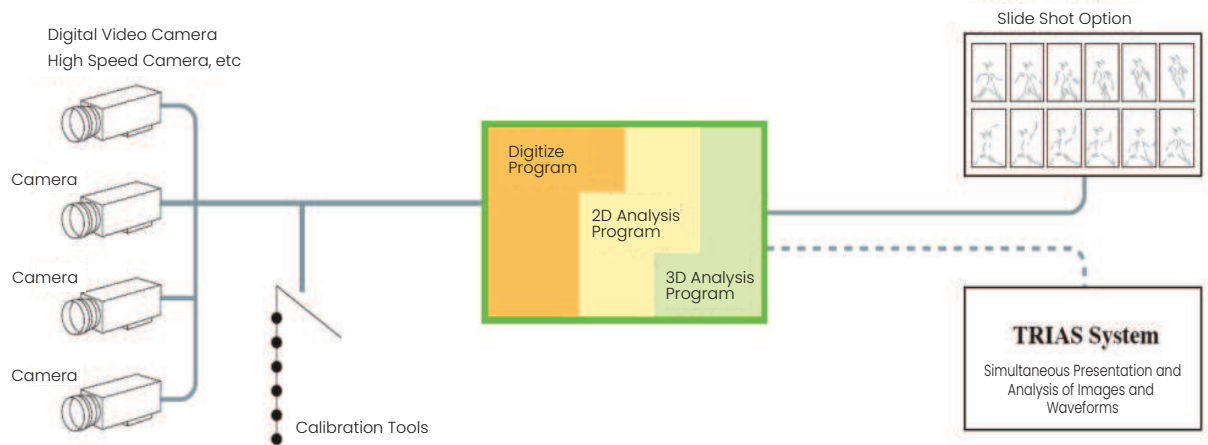 Digital Video Camera
High Speed Camera, etc
Camera
Camera
Camera
Calibration Tools
Digitize
Program
2D Analysis
Program
3D Analysis
Program
Slide Shot Option
TRIAS System
Simultaneous Presentation and
Analysis of Images and
Waveforms